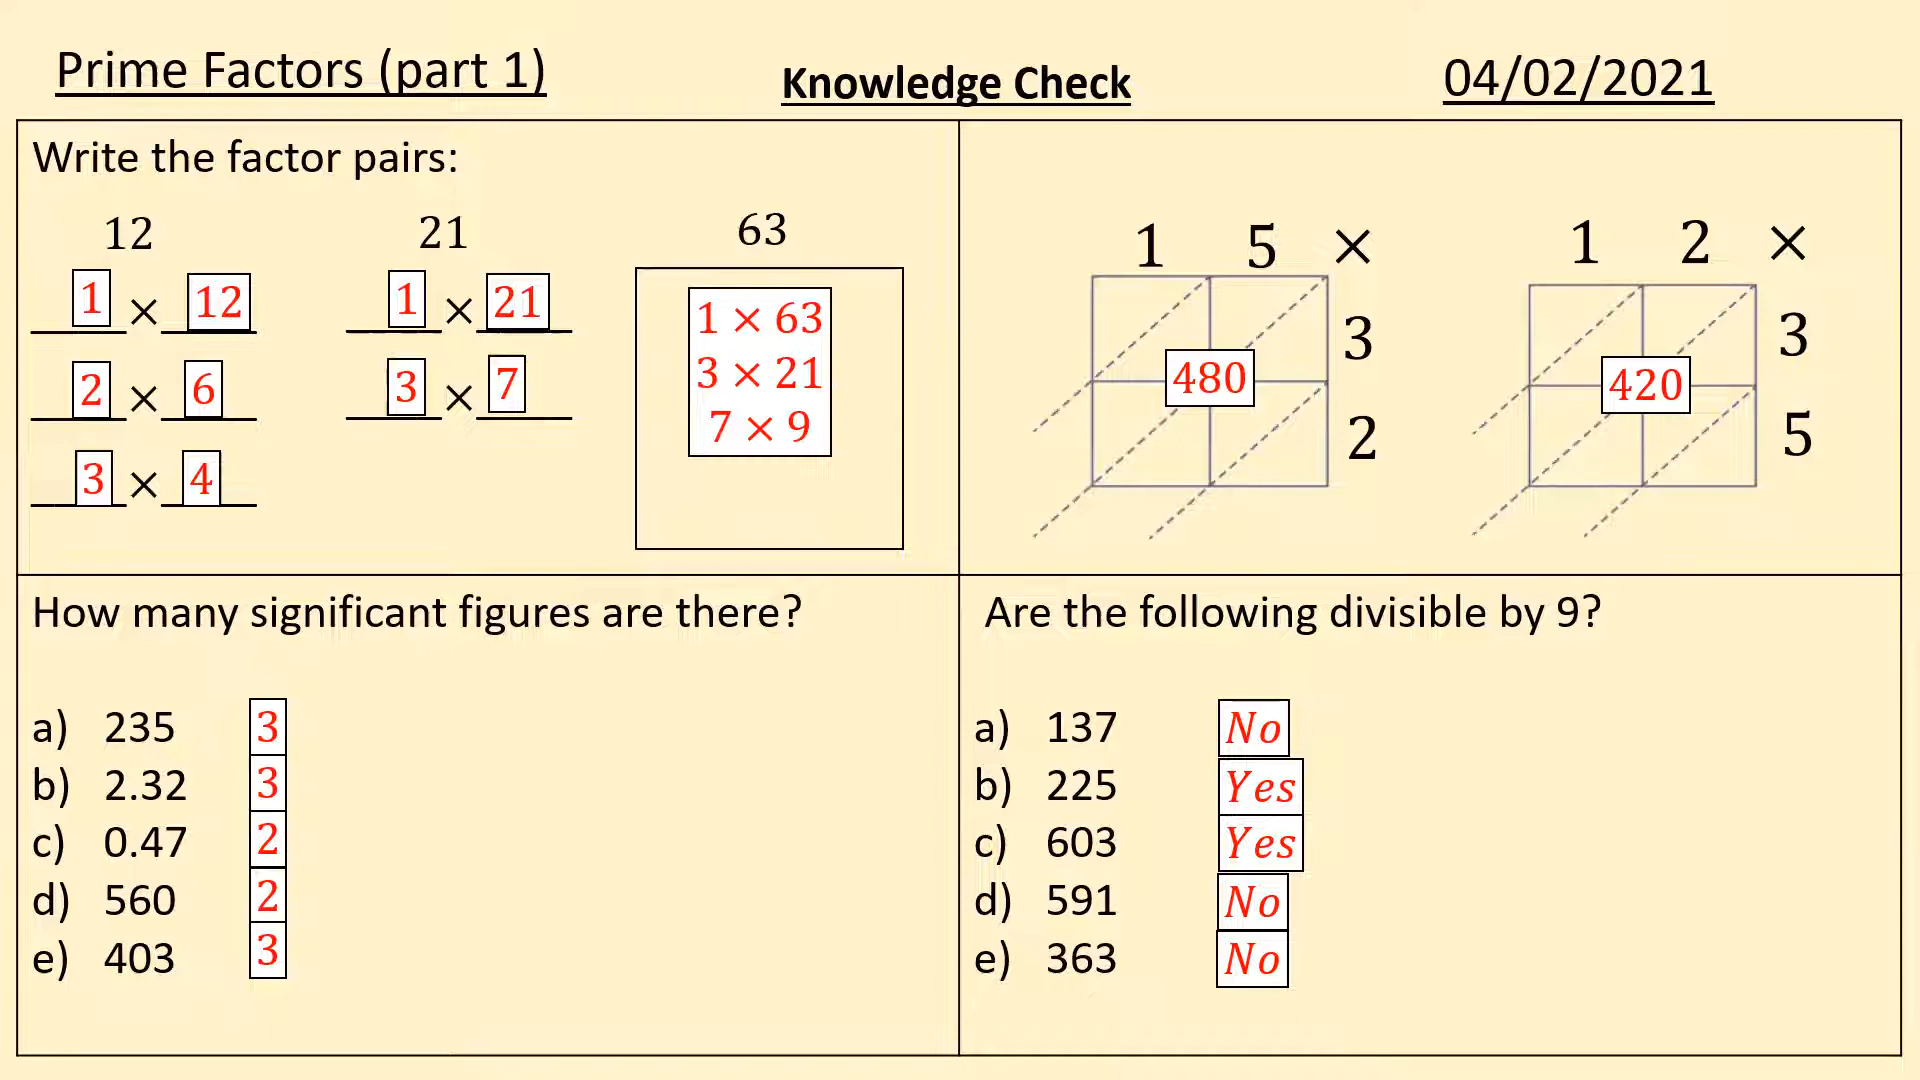 Prime Factors (part 1)
Knowledge Check
04/02/2021
Write the factor pairs:
12
1 × 12
2 × 6
3 × 4
21
1 × 21
3 × 7
63
1 × 63
3 × 21
7 × 9
1 5 ×
3
480
2
1 2 ×
3
420
5
How many significant figures are there?
a) 235 3
b) 2.32 3
c) 0.47 2
d) 560 2
e) 403 3
Are the following divisible by 9?
a) 137 No
b) 225 Yes
c) 603 Yes
d) 591 No
e) 363 No